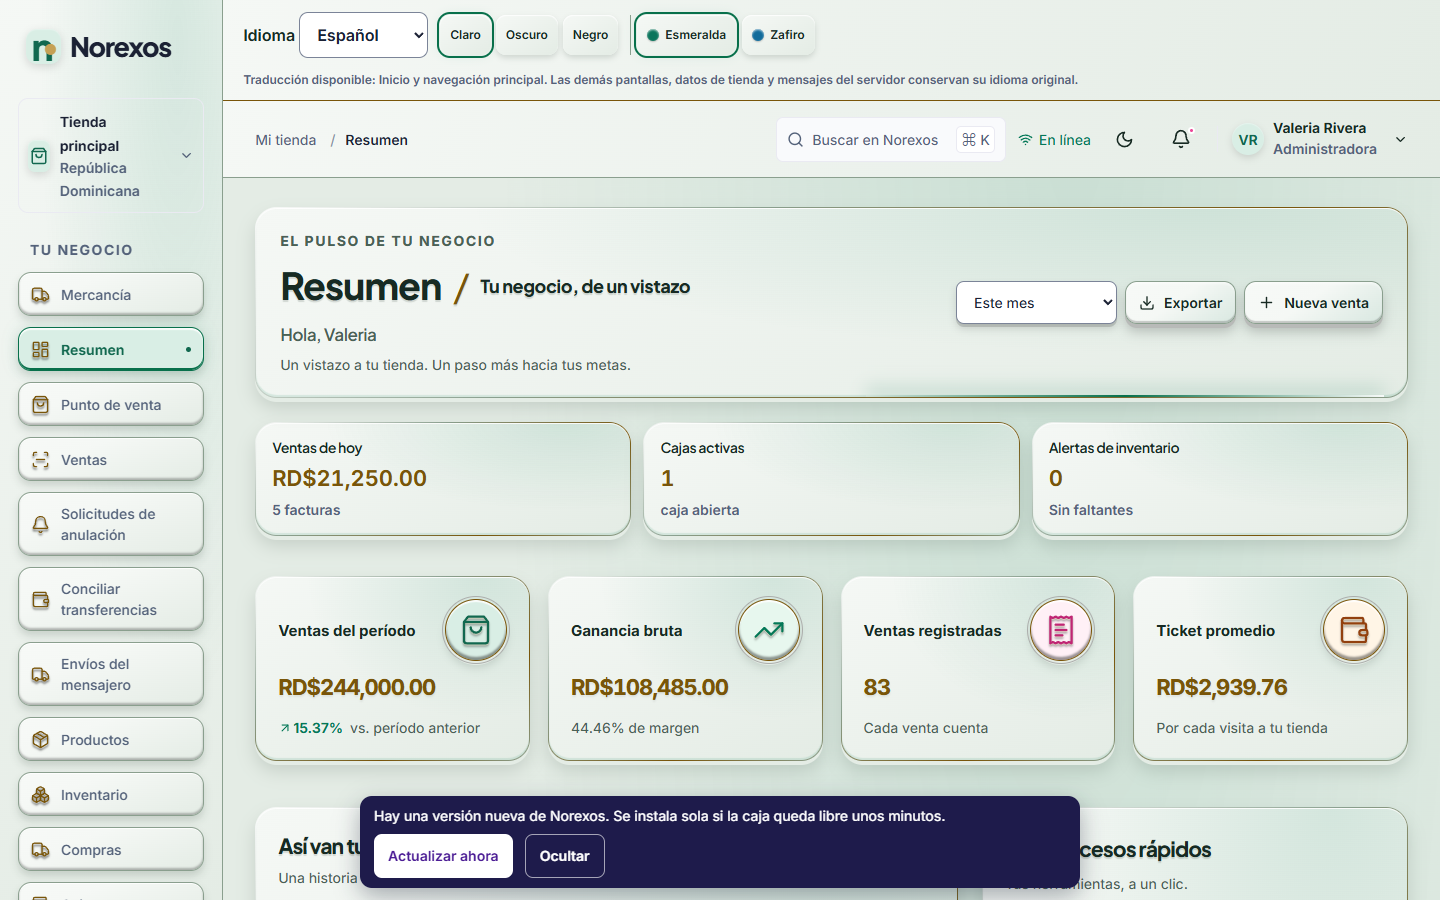 Norexos
Tienda
principal
República
Dominicana
TU NEGOCIO
Mercancía
Resumen
Punto de venta
Ventas
Solicitudes de
anulación
Conciliar
transferencias
Envíos del
mensajero
Productos
Inventario
Compras
Idioma Español Claro Oscuro Negro Esmeralda Zafiro
Traducción disponible: Inicio y navegación principal. Las demás pantallas, datos de tienda y mensajes del servidor conservan su idioma original.
Mi tienda / Resumen
Buscar en Norexos ⌘ K
En línea
VR
Valeria Rivera
Administradora
EL PULSO DE TU NEGOCIO
Resumen / Tu negocio, de un vistazo
Hola, Valeria
Un vistazo a tu tienda. Un paso más hacia tus metas.
Este mes
Exportar
Nueva venta
Ventas de hoy
RD$21,250.00
5 facturas
Cajas activas
1
caja abierta
Alertas de inventario
0
Sin faltantes
Ventas del período
RD$244,000.00
15.37% vs. período anterior
Ganancia bruta
RD$108,485.00
44.46% de margen
Ventas registradas
83
Cada venta cuenta
Ticket promedio
RD$2,939.76
Por cada visita a tu tienda
Así van
Una historia
Hay una versión nueva de Norexos. Se instala sola si la caja queda libre unos minutos.
Actualizar ahora
Ocultar
cesos rápidos
a un clic.